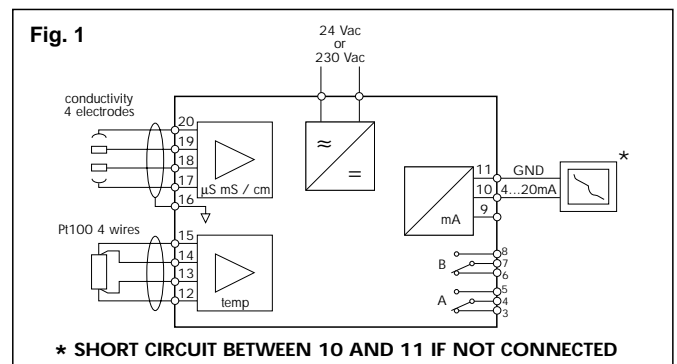 Fig. 1
24 Vac
or
230 Vac
conductivity
4 electrodes
20
19
18
17
16
µS mS / cm
≈
=
11
GND
10
4...20mA
9
mA
*
Pt100 4 wires
15
14
13
12
temp
B
8
7
6
A
5
4
3
* SHORT CIRCUIT BETWEEN 10 AND 11 IF NOT CONNECTED